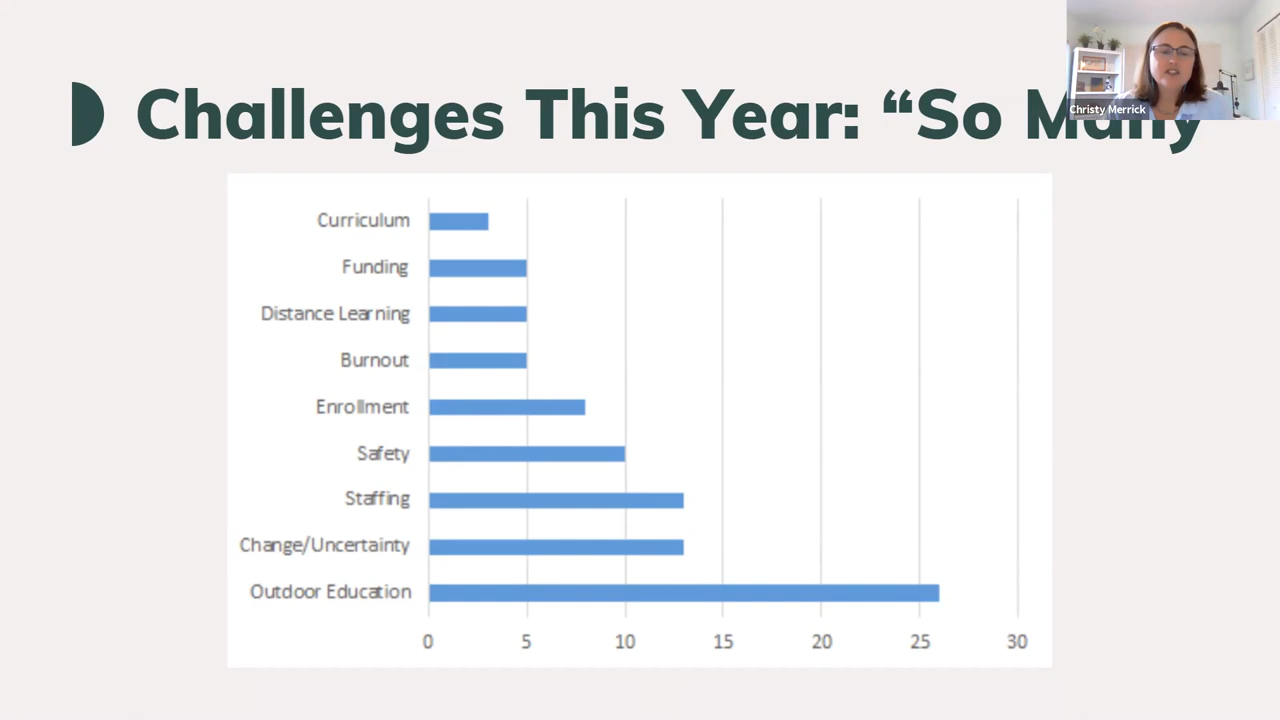 Challenges This Year: “So Many
Christy Merrick
Curriculum
Funding
Distance Learning
Burnout
Enrollment
Safety
Staffing
Change/Uncertainty
Outdoor Education
0 5 10 15 20 25 30